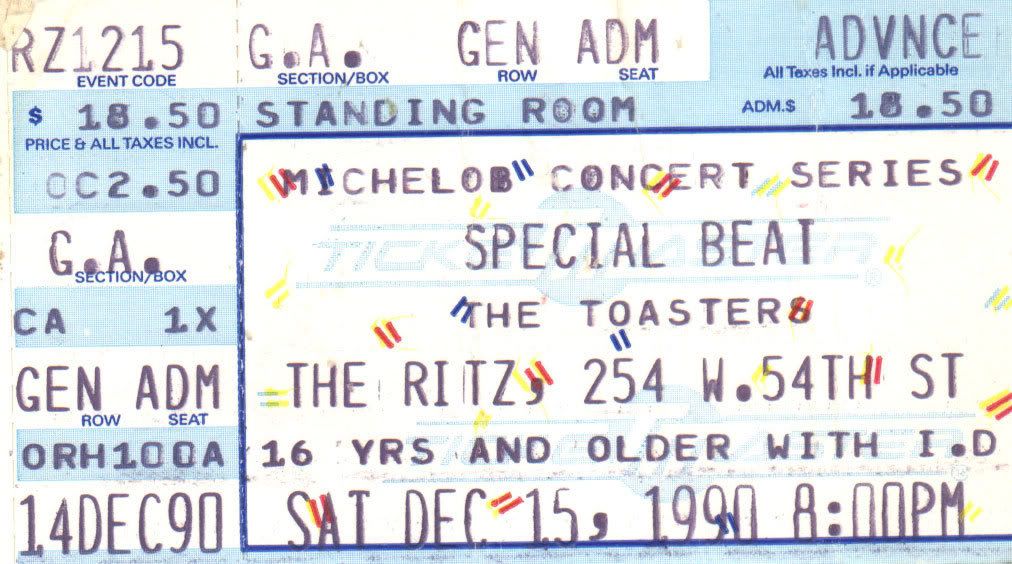 RZ1215 G.A. GEN ADM ADVNCE
EVENT CODE SECTION/BOX ROW SEAT All Taxes Incl. if Applicable
$ 18.50 STANDING ROOM ADM.$ 18.50
PRICE & ALL TAXES INCL.
CC2.50 MICHELOB CONCERT SERIES
G.A. SPECIAL BEAT
SECTION/BOX
TICKETMASTER ®
CA 1X THE TOASTERS
GEN ADM THE RITZ, 254 W.54TH ST
ROW SEAT
ORH100A 16 YRS AND OLDER WITH I.D
14DEC90 SAT DEC 15, 1990 8:00PM